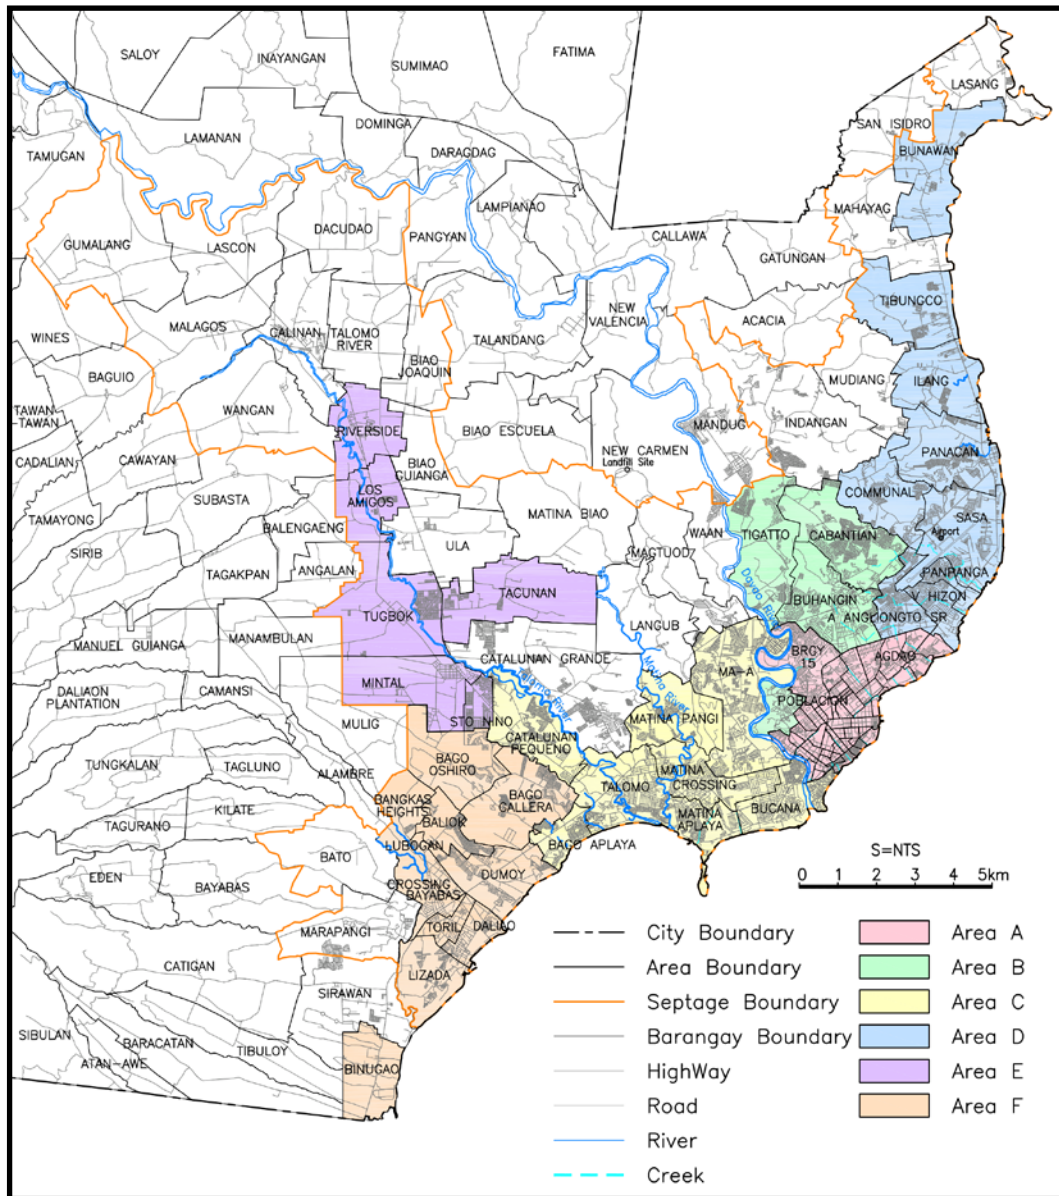 SALOY
INAYANGAN
SUMIMAO
FATIMA
LASANG
SAN ISIDRO
BUNAWAN
LAMANAN
DOMINGA
DARAGDAG
TAMUGAN
LAMPIANAO
MAHAYAG
GUMALANG
LASCON
DACUDAO
PANGYAN
CALLAWA
GATUNGAN
TIBUNGCO
WINES
MALAGOS
CALINAN
TALOMO
RIVER
BIAO
JOAQUIN
TALANDANG
NEW
VALENCIA
ACACIA
BAGUIO
MUDIANG
ILANG
TAWAN
-TAWAN
WANGAN
RIVERSIDE
BIAO ESCUELA
MANDUG
INDANGAN
CADALIAN
CAWAYAN
BIAO
GUIANGA
NEW CARMEN
Landfill Site
PANACAN
SUBASTA
LOS
AMIGOS
COMMUNAL
TAMAYONG
BALENGAENG
MATINA BIAO
SASA
Airport
SIRIB
ULA
MAGTUOD
WAAN
TIGATTO
CABANTIAN
TAGAKPAN
ANGALAN
PANPANGA
TACUNAN
Davao River
BUHANGIN
V HIZON
A ANGLIONGTO SR
TUGBOK
LANGUB
MANUEL GUIANGA
MANAMBULAN
CATALUNAN GRANDE
BRGY
15
AGDAO
DALIAON
PLANTATION
CAMANSI
MINTAL
Talomo River
Matina River
MA-A
POBLACION
MULIG
STO NINO
CATALUNAN
PEQUENO
MATINA PANGI
TUNGKALAN
TAGLUNO
ALAMBRE
BAGO
OSHIRO
MATINA
CROSSING
TALOMO
KILATE
BANGKAS
HEIGHTS
BAGO
GALLERA
BUCANA
TAGURANO
BALIOK
MATINA
APLAYA
LUBOGAN
BAGO APLAYA
BATO
EDEN
BAYABAS
CROSSING
BAYABAS
DUMOY
S=NTS
0 1 2 3 4 5km
MARAPANGI
TORIL
DALIAO
CATIGAN
LIZADA
SIRAWAN
SIBULAN
BARACATAN
ATAN-AWE
TIBULOY
BINUGAO
City Boundary
Area Boundary
Septage Boundary
Barangay Boundary
HighWay
Road
River
Creek
Area A
Area B
Area C
Area D
Area E
Area F